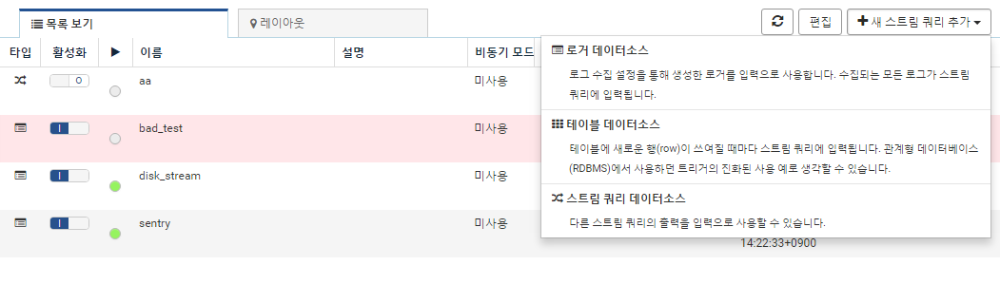 목록 보기
레이아웃
편집
새 스트림 쿼리 추가
타입 활성화 이름 설명 비동기 모드
aa 미사용
bad_test 미사용
disk_stream 미사용
sentry 미사용
로거 데이터소스
로그 수집 설정을 통해 생성한 로거를 입력으로 사용합니다. 수집되는 모든 로그가 스트림
쿼리에 입력됩니다.
테이블 데이터소스
테이블에 새로운 행(row)이 쓰여질 때마다 스트림 쿼리에 입력됩니다. 관계형 데이터베이스
(RDBMS)에서 사용하던 트리거의 진화된 사용 예로 생각할 수 있습니다.
스트림 쿼리 데이터소스
다른 스트림 쿼리의 출력을 입력으로 사용할 수 있습니다.
14:22:33+0900